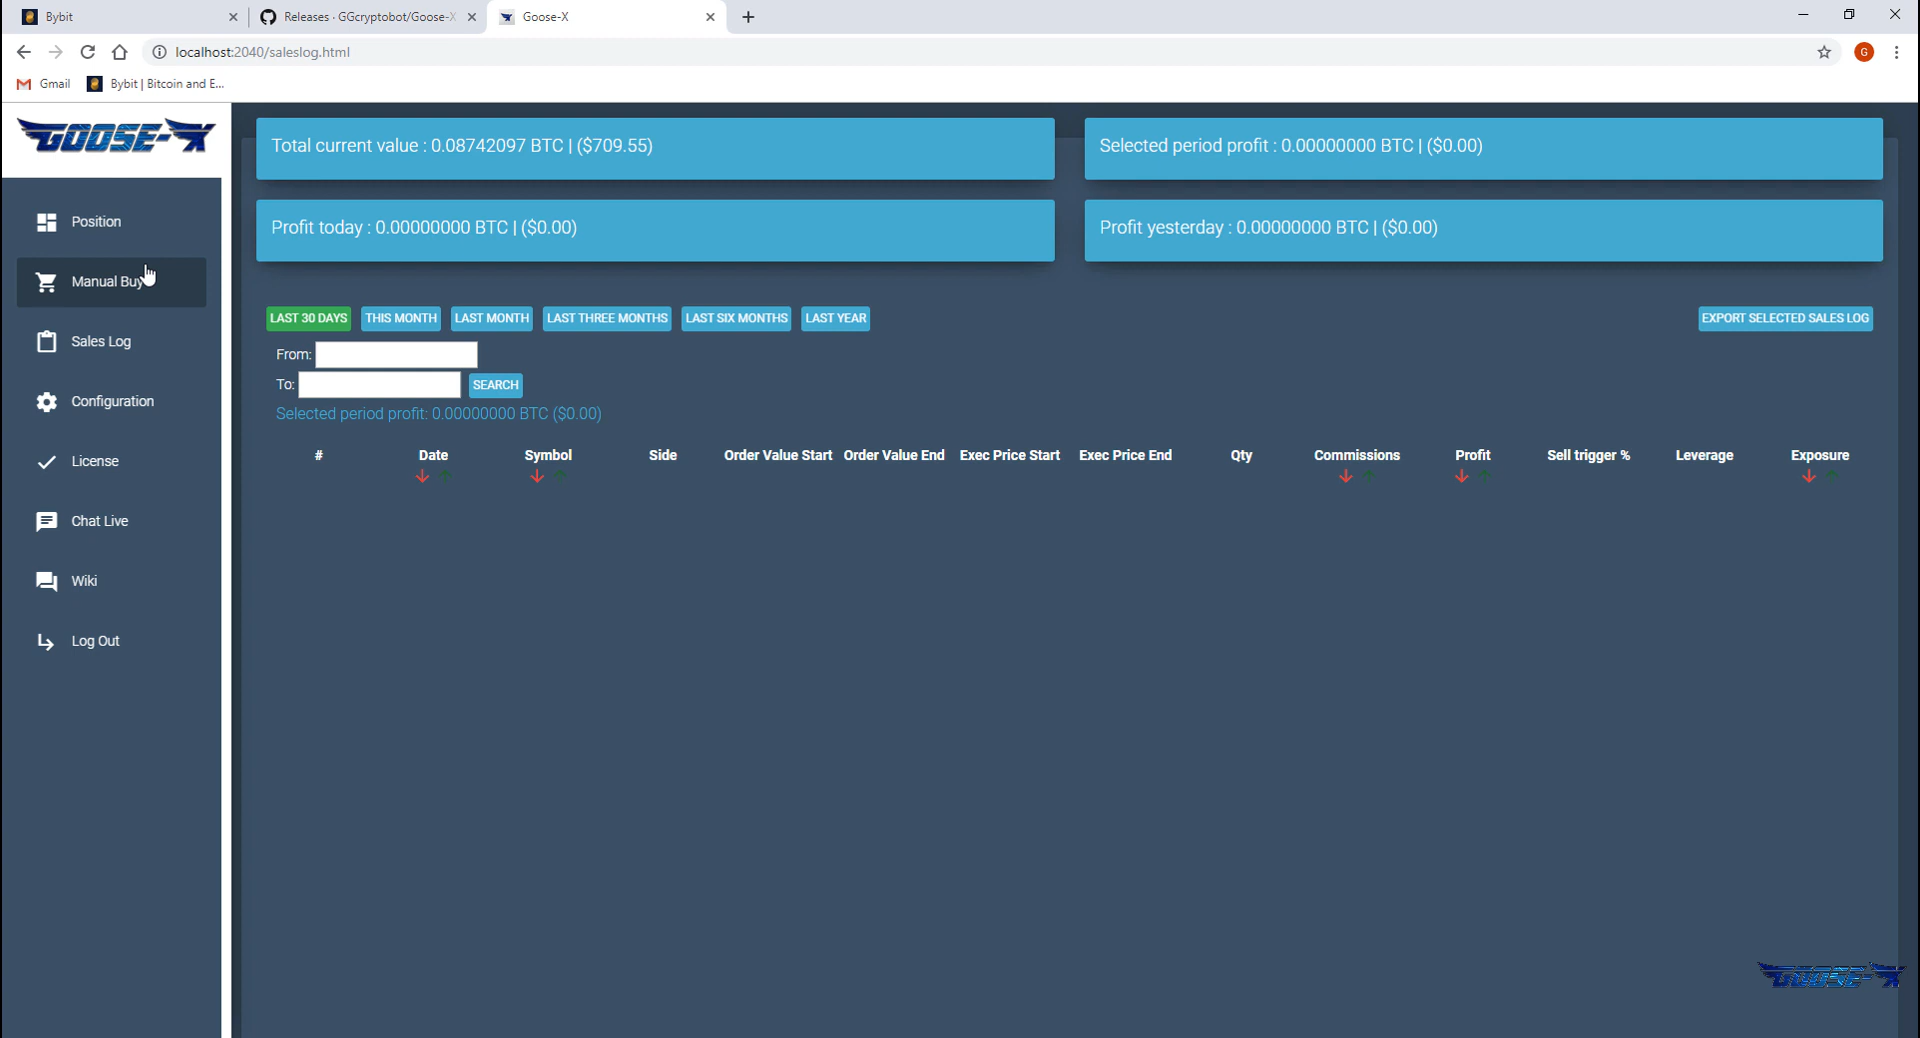 Bybit
Releases · GGcryptobot/Goose-X
Goose-X
localhost:2040/saleslog.html
G
Gmail
Bybit | Bitcoin and E...
GOOSE-X
Position
Manual Buy
Sales Log
Configuration
License
Chat Live
Wiki
Log Out
Total current value : 0.08742097 BTC | ($709.55)
Selected period profit : 0.00000000 BTC | ($0.00)
Profit today : 0.00000000 BTC | ($0.00)
Profit yesterday : 0.00000000 BTC | ($0.00)
LAST 30 DAYS THIS MONTH LAST MONTH LAST THREE MONTHS LAST SIX MONTHS LAST YEAR EXPORT SELECTED SALES LOG
From:
To: SEARCH
Selected period profit: 0.00000000 BTC ($0.00)
# Date Symbol Side Order Value Start Order Value End Exec Price Start Exec Price End Qty Commissions Profit Sell trigger % Leverage Exposure
GOOSE-X